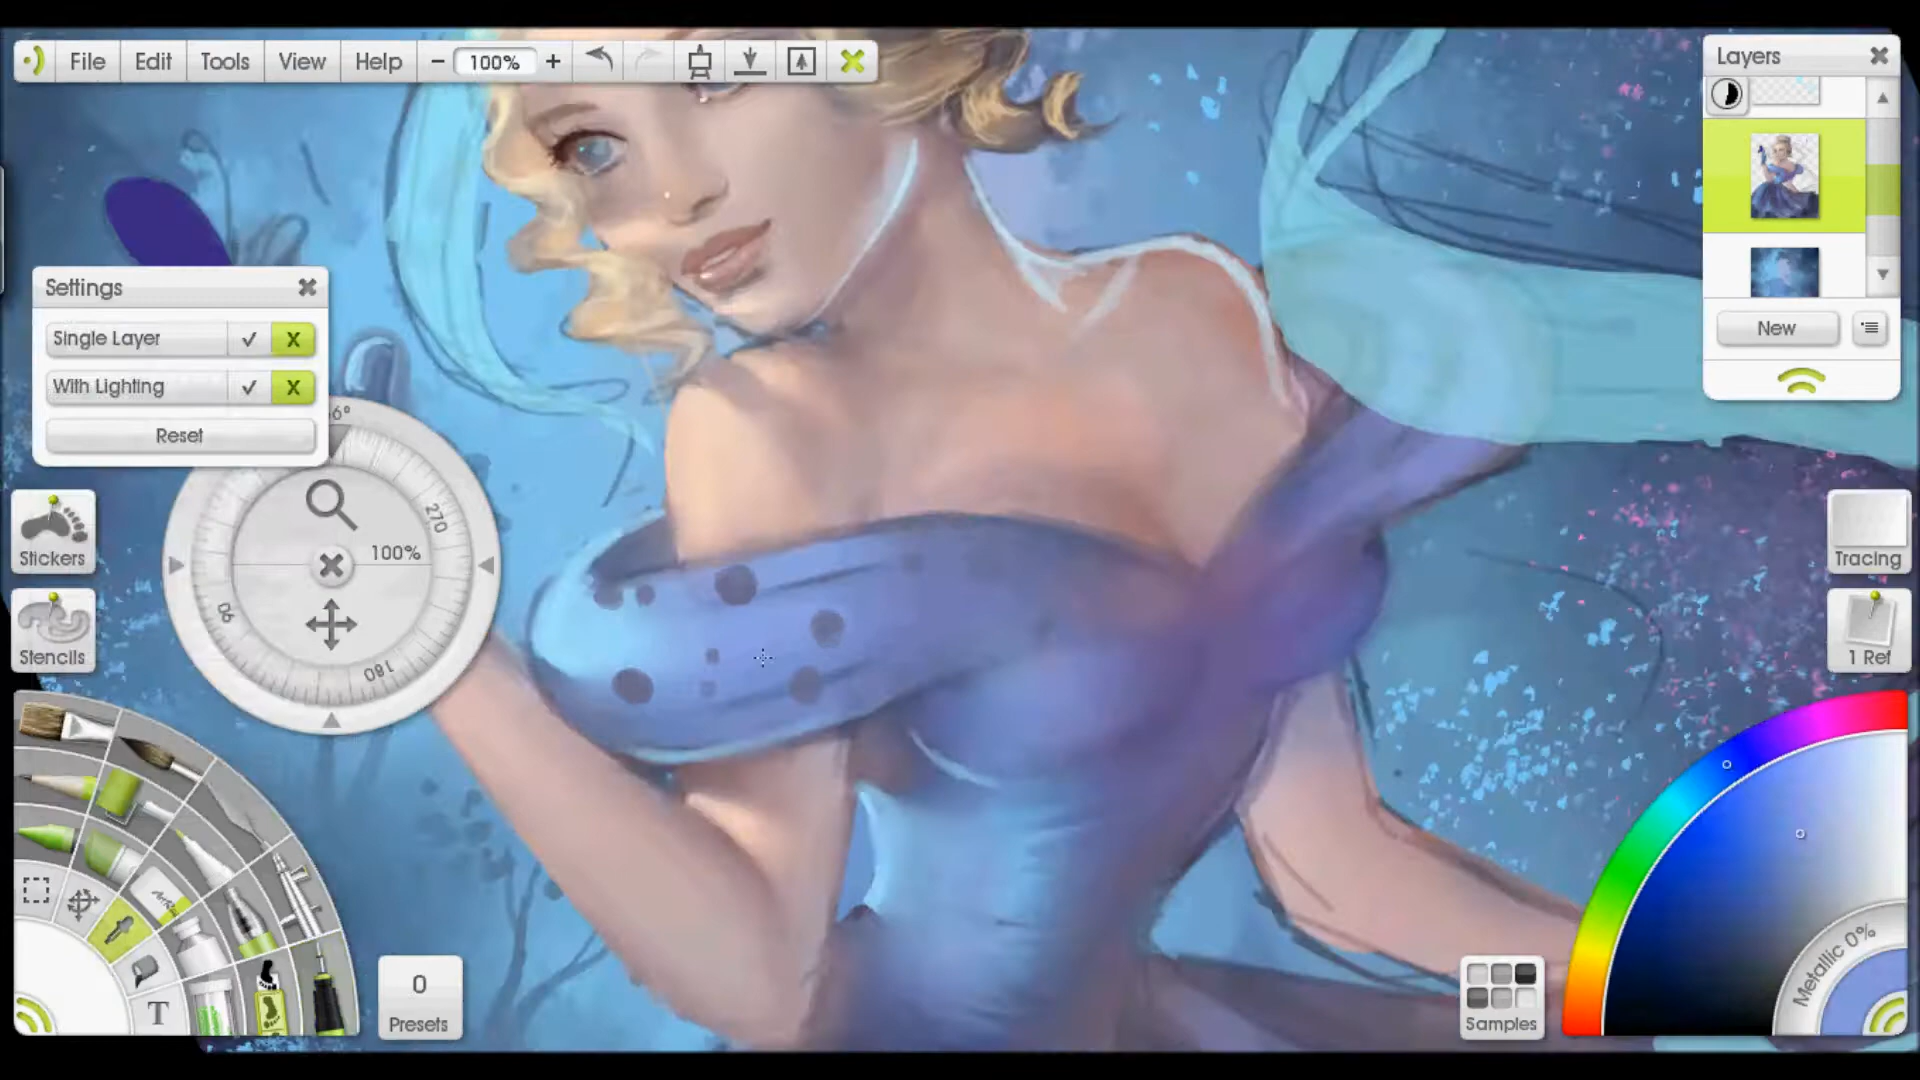 File
Edit
Tools
View
Help
100%
Layers
New
Settings
Single Layer
With Lighting
Reset
6°
100%
270
180
90
Stickers
Stencils
Tracing
1 Ref
0
Presets
Samples
Metallic 0%
T